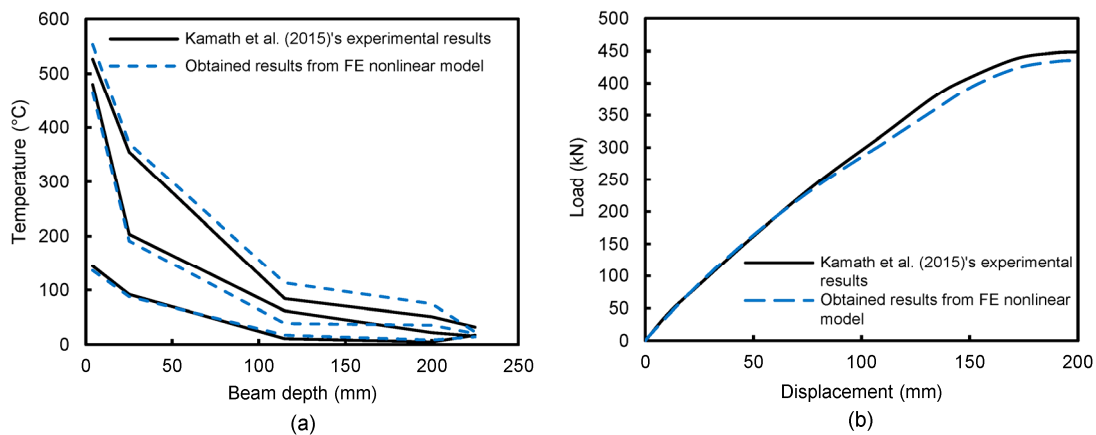 600
500
400
300
200
100
0
Temperature (°C)
Kamath et al. (2015)'s experimental results
Obtained results from FE nonlinear model
0 50 100 150 200 250
Beam depth (mm)
(a)
500
450
400
350
300
250
200
150
100
50
0
Load (kN)
Kamath et al. (2015)'s experimental
results
Obtained results from FE nonlinear
model
0 50 100 150 200
Displacement (mm)
(b)